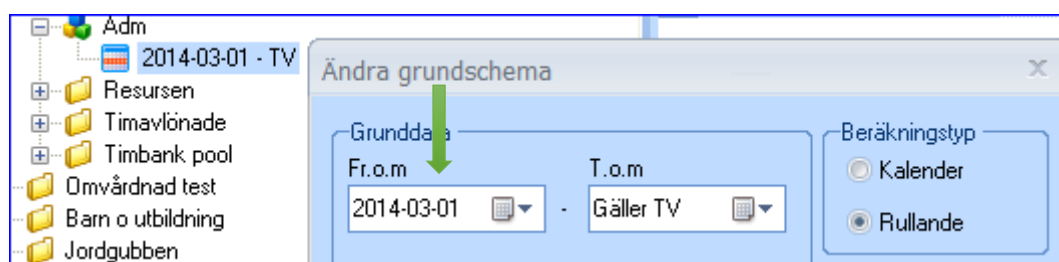 Adm
2014-03-01 - TV
Resursen
Timavlönade
Timbank pool
Omvårdnad test
Barn o utbildning
Jordgubben
Ändra grundschema
Grunddata
Fr.o.m
T.o.m
2014-03-01 - Gäller TV
Beräkningstyp
Kalender
Rullande